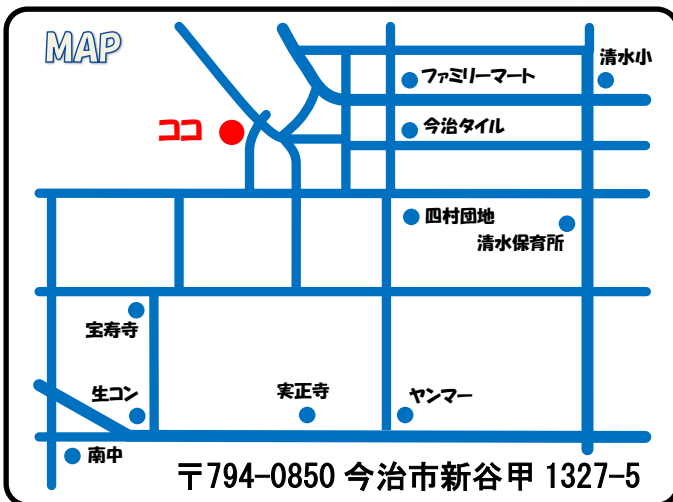 MAP
清水小
ファミリーマート
ココ
今治タイル
四村団地
清水保育所
宝寿寺
生コン
実正寺
ヤンマー
南中
〒794-0850 今治市新谷甲 1327-5